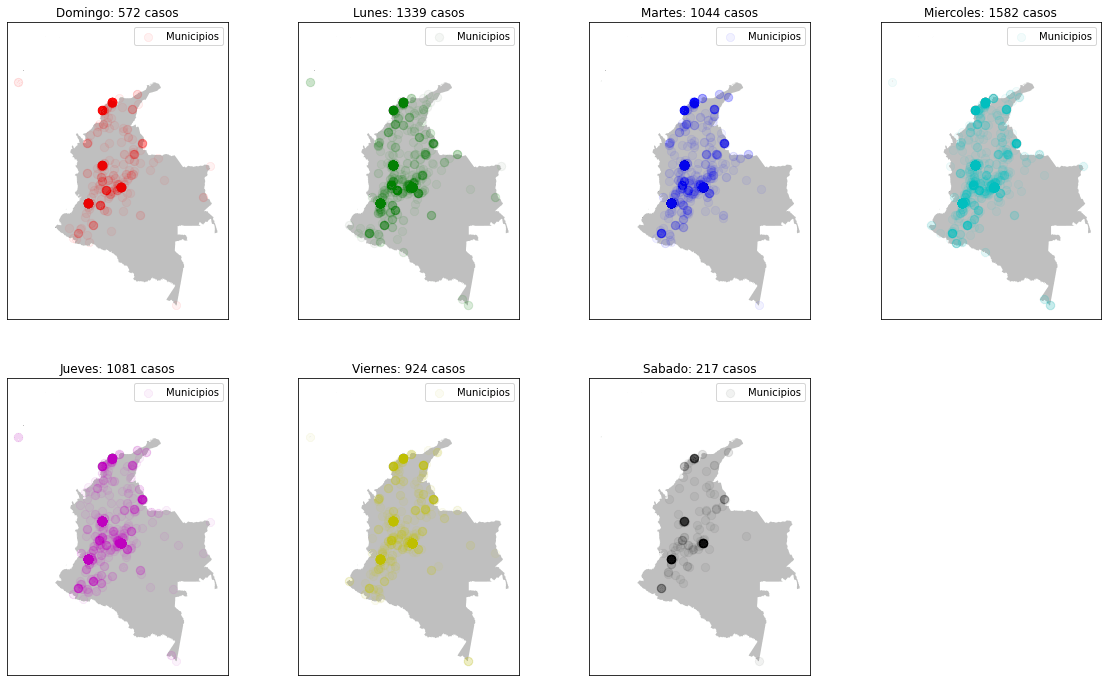 Domingo: 572 casos
Municipios
Lunes: 1339 casos
Municipios
Martes: 1044 casos
Municipios
Miercoles: 1582 casos
Municipios
Jueves: 1081 casos
Municipios
Viernes: 924 casos
Municipios
Sabado: 217 casos
Municipios